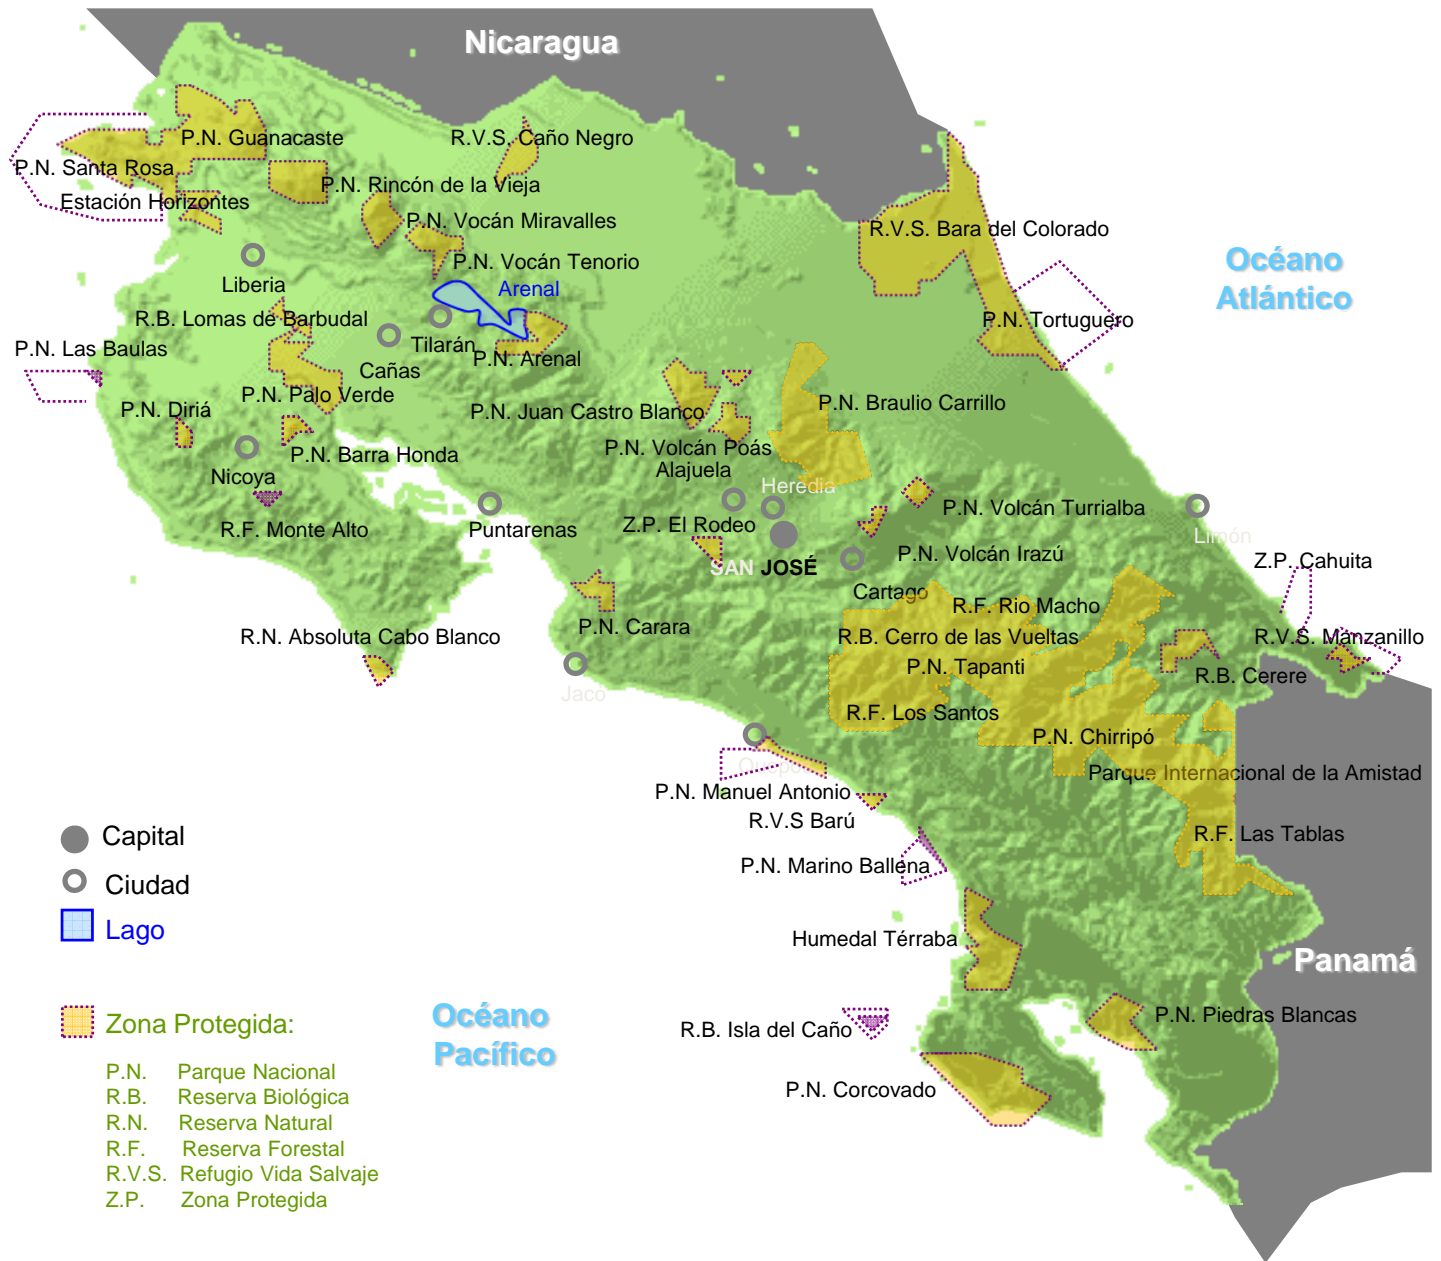 Nicaragua
P.N. Guanacaste
R.V.S. Caño Negro
P.N. Santa Rosa
P.N. Rincón de la Vieja
Estación Horizontes
P.N. Vocán Miravalles
R.V.S. Bara del Colorado
P.N. Vocán Tenorio
Océano
Atlántico
Liberia
Arenal
R.B. Lomas de Barbudal
P.N. Tortuguero
Tilarán
P.N. Las Baulas
P.N. Arenal
Cañas
P.N. Palo Verde
P.N. Diriá
P.N. Juan Castro Blanco
P.N. Braulio Carrillo
P.N. Barra Honda
P.N. Volcán Poás
Alajuela
Nicoya
Heredia
P.N. Volcán Turrialba
Puntarenas
R.F. Monte Alto
Z.P. El Rodeo
Limón
P.N. Volcán Irazú
Z.P. Cahuita
SAN JOSÉ
Cartago
R.F. Rio Macho
P.N. Carara
R.N. Absoluta Cabo Blanco
R.B. Cerro de las Vueltas
R.V.S. Manzanillo
P.N. Tapanti
R.B. Cerere
Jacó
R.F. Los Santos
P.N. Chirripó
Quepos
Parque Internacional de la Amistad
P.N. Manuel Antonio
R.V.S Barú
R.F. Las Tablas
P.N. Marino Ballena
Humedal Térraba
Panamá
P.N. Piedras Blancas
R.B. Isla del Caño
P.N. Corcovado
Océano
Pacífico
Capital
Ciudad
Lago
Zona Protegida:
P.N. Parque Nacional
R.B. Reserva Biológica
R.N. Reserva Natural
R.F. Reserva Forestal
R.V.S. Refugio Vida Salvaje
Z.P. Zona Protegida